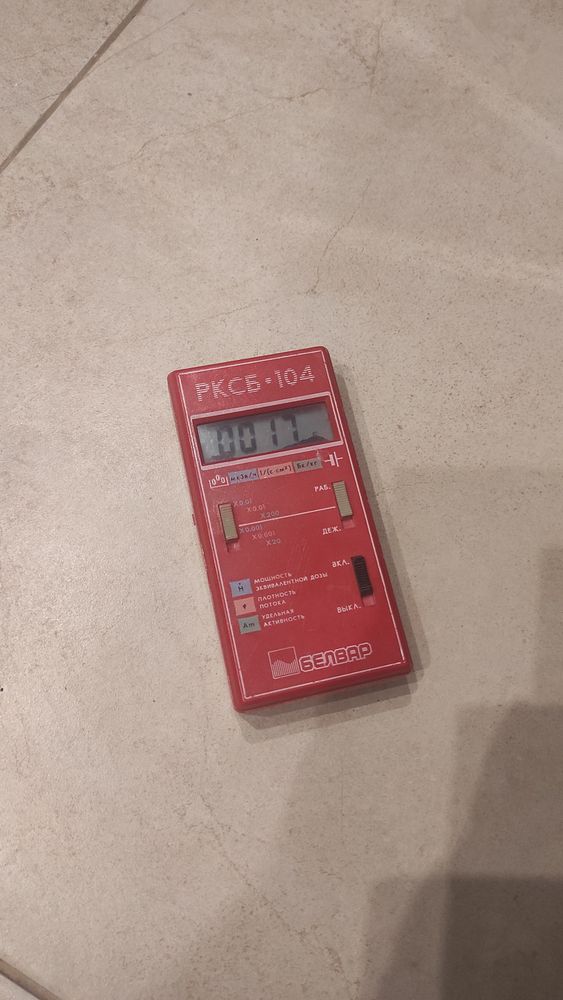 РКСБ•104
0017
мкЗв/ч 1/(с·см²) Бк/кг
РАБ.
X0.01
X0.01
X200
X0.001
X0.001
X20
ДЕЖ.
ВКЛ.
Ḣ МОЩНОСТЬ
ЭКВИВАЛЕНТНОЙ ДОЗЫ
φ ПЛОТНОСТЬ
ПОТОКА
Am УДЕЛЬНАЯ
АКТИВНОСТЬ
ВЫКЛ.
БЕЛВАР